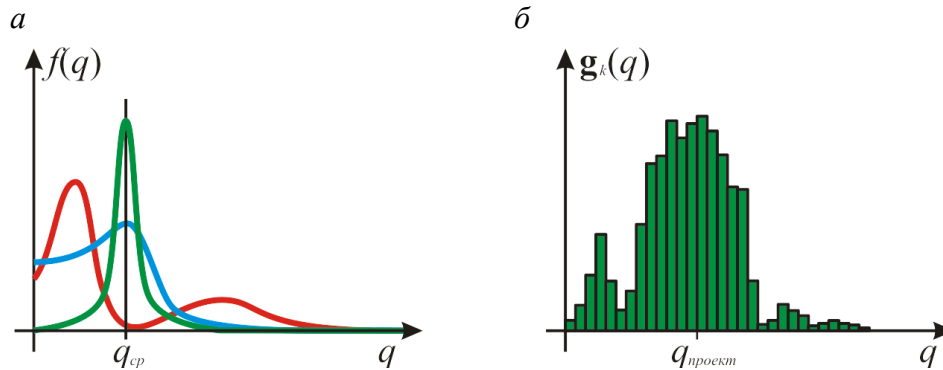 а
f(q)
q_ср
q
б
g_k(q)
q_проект
q